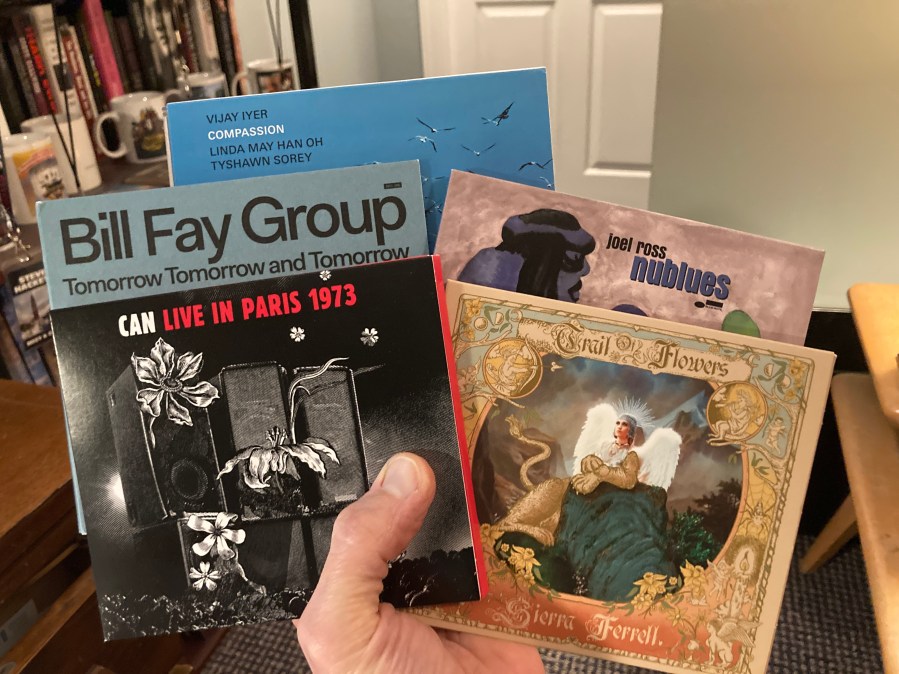 VIJAY IYER
COMPASSION
LINDA MAY HAN OH
TYSHAWN SOREY
Bill Fay Group
Tomorrow Tomorrow and Tomorrow
joel ross
nublues
CAN LIVE IN PARIS 1973
Trail Of Flowers
Sierra Ferrell